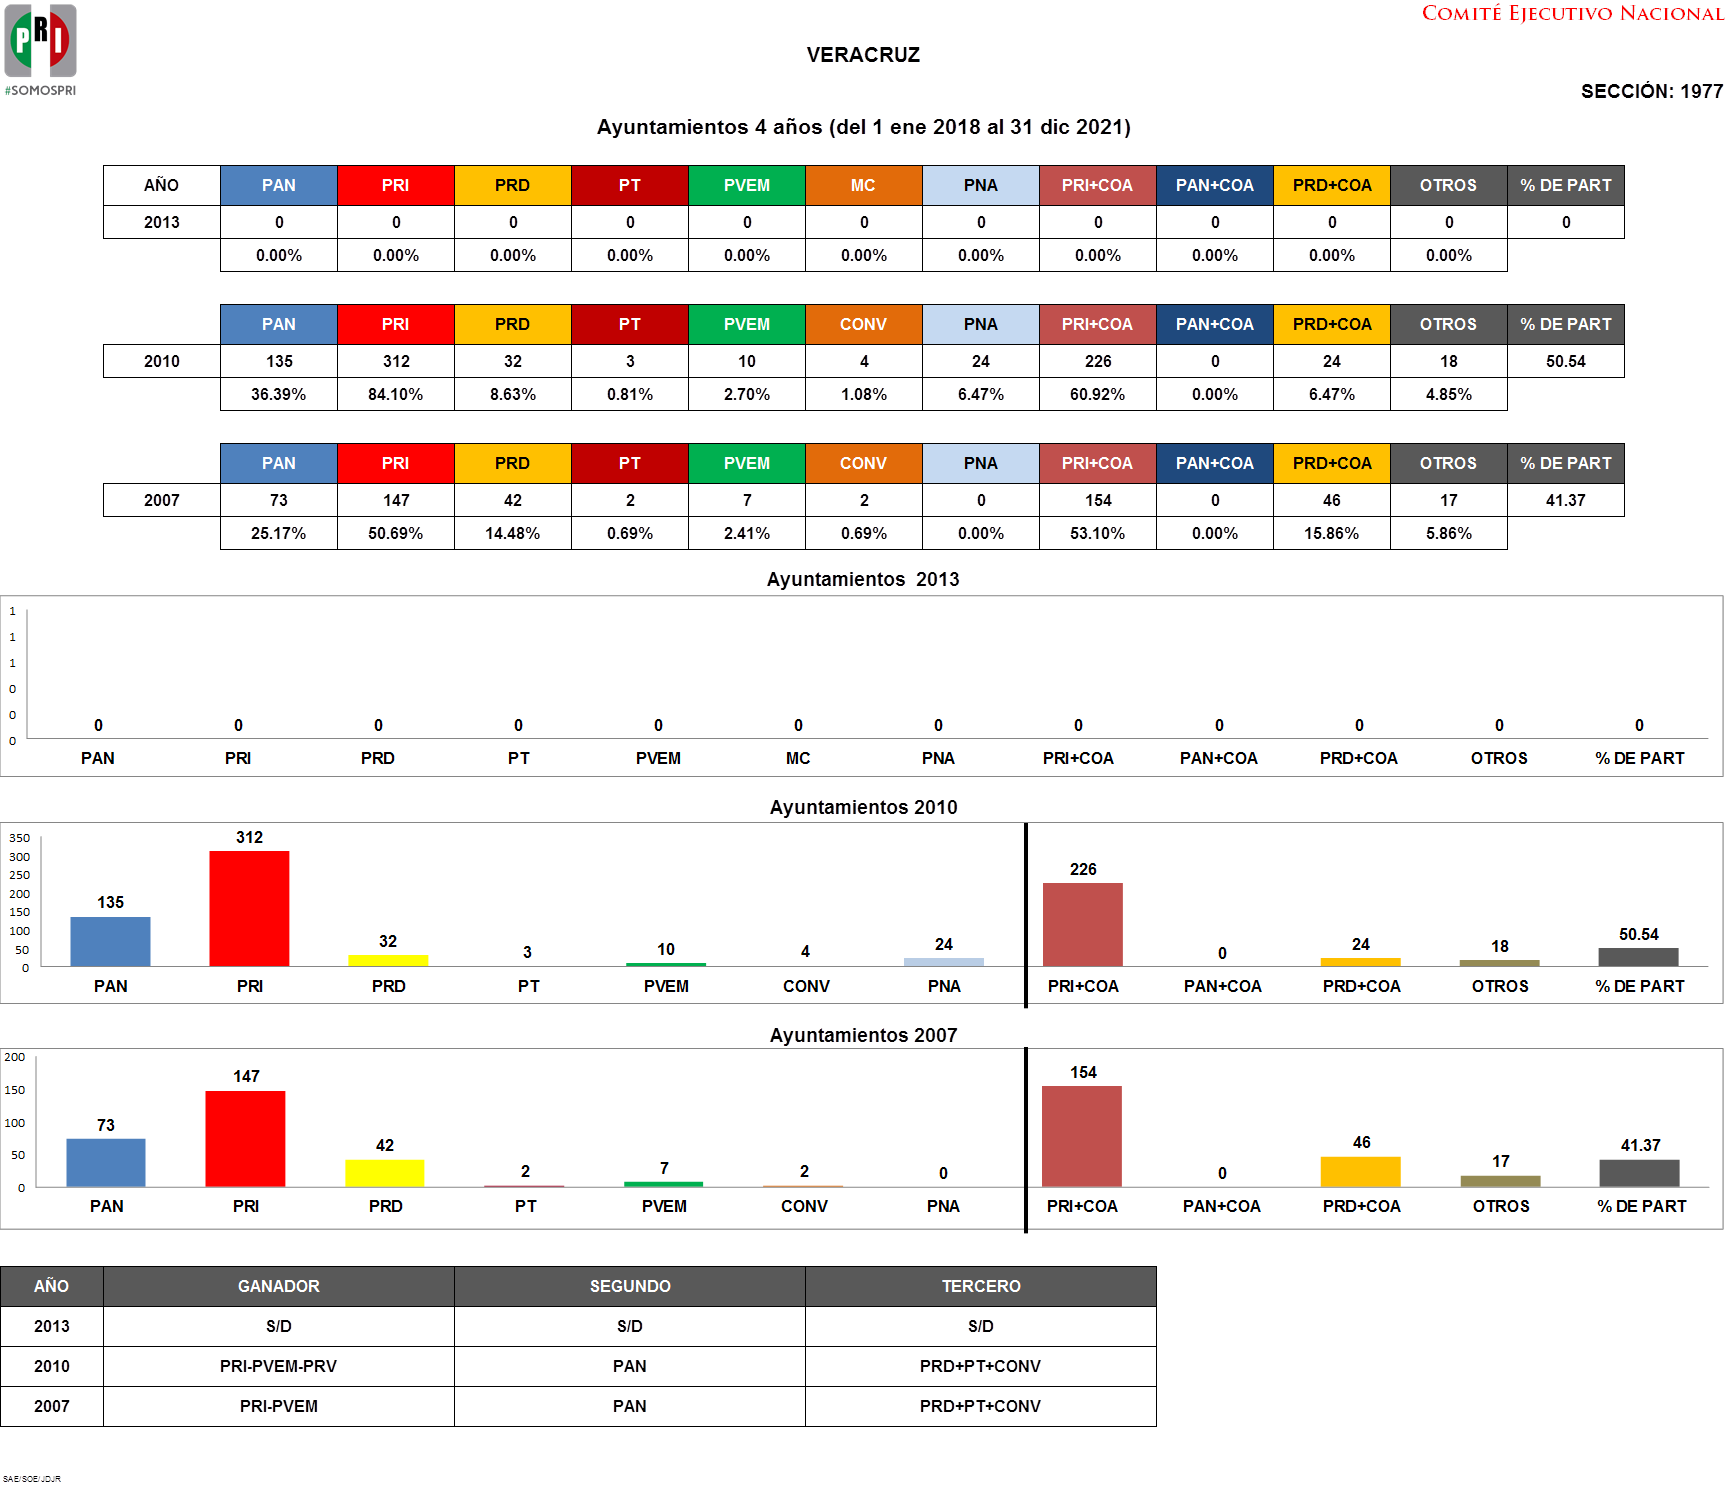 PRI
#SOMOSPRI
COMITÉ EJECUTIVO NACIONAL
VERACRUZ
SECCIÓN: 1977
Ayuntamientos 4 años (del 1 ene 2018 al 31 dic 2021)
AÑO PAN PRI PRD PT PVEM MC PNA PRI+COA PAN+COA PRD+COA OTROS % DE PART
2013 0 0 0 0 0 0 0 0 0 0 0 0
0.00% 0.00% 0.00% 0.00% 0.00% 0.00% 0.00% 0.00% 0.00% 0.00% 0.00%
PAN PRI PRD PT PVEM CONV PNA PRI+COA PAN+COA PRD+COA OTROS % DE PART
2010 135 312 32 3 10 4 24 226 0 24 18 50.54
36.39% 84.10% 8.63% 0.81% 2.70% 1.08% 6.47% 60.92% 0.00% 6.47% 4.85%
PAN PRI PRD PT PVEM CONV PNA PRI+COA PAN+COA PRD+COA OTROS % DE PART
2007 73 147 42 2 7 2 0 154 0 46 17 41.37
25.17% 50.69% 14.48% 0.69% 2.41% 0.69% 0.00% 53.10% 0.00% 15.86% 5.86%
Ayuntamientos 2013
1
1
1
0
0
0
0 0 0 0 0 0 0 0 0 0 0 0
PAN PRI PRD PT PVEM MC PNA PRI+COA PAN+COA PRD+COA OTROS % DE PART
Ayuntamientos 2010
350
300
250
200
150
100
50
0
135 312 32 3 10 4 24 226 0 24 18 50.54
PAN PRI PRD PT PVEM CONV PNA PRI+COA PAN+COA PRD+COA OTROS % DE PART
Ayuntamientos 2007
200
150
100
50
0
73 147 42 2 7 2 0 154 0 46 17 41.37
PAN PRI PRD PT PVEM CONV PNA PRI+COA PAN+COA PRD+COA OTROS % DE PART
AÑO GANADOR SEGUNDO TERCERO
2013 S/D S/D S/D
2010 PRI-PVEM-PRV PAN PRD+PT+CONV
2007 PRI-PVEM PAN PRD+PT+CONV
SAE/SOE/JDJR